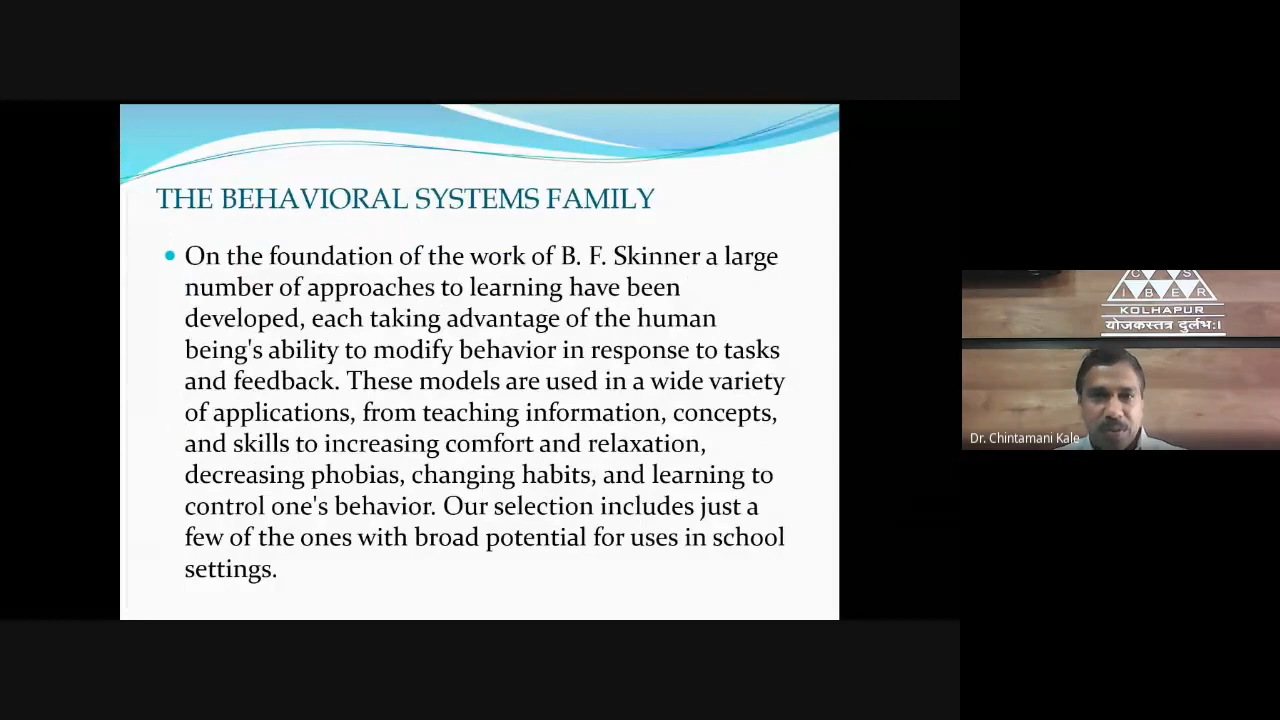 THE BEHAVIORAL SYSTEMS FAMILY
On the foundation of the work of B. F. Skinner a large
number of approaches to learning have been
developed, each taking advantage of the human
being's ability to modify behavior in response to tasks
and feedback. These models are used in a wide variety
of applications, from teaching information, concepts,
and skills to increasing comfort and relaxation,
decreasing phobias, changing habits, and learning to
control one's behavior. Our selection includes just a
few of the ones with broad potential for uses in school
settings.
C S
I B E R
KOLHAPUR
योजकस्तत्र दुर्लभः।
Dr. Chintamani Kale